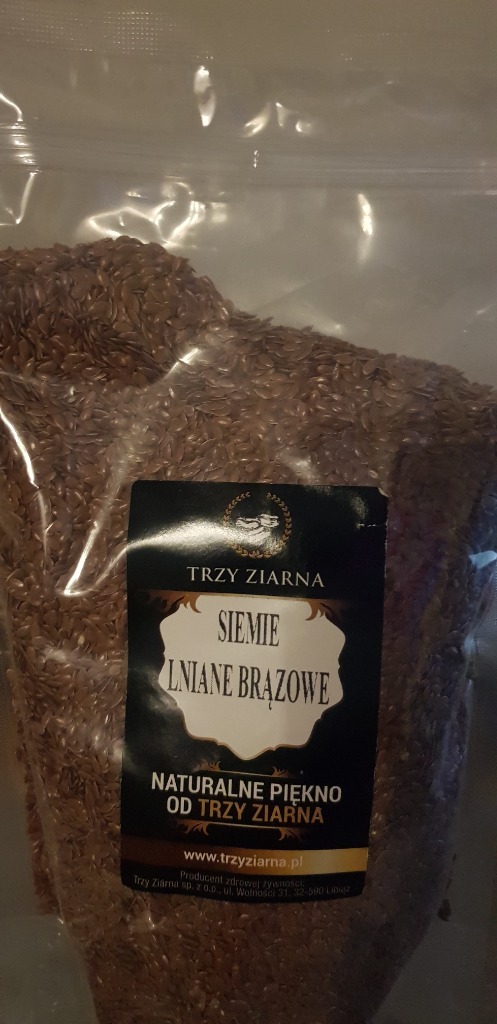 TRZY ZIARNA
SIEMIE
LNIANE BRĄZOWE
NATURALNE PIĘKNO
OD TRZY ZIARNA
www.trzyziarna.pl
Producent zdrowej żywności:
Trzy Ziarna sp. z o.o., ul. Wolności 31, 32-590 Libiąż